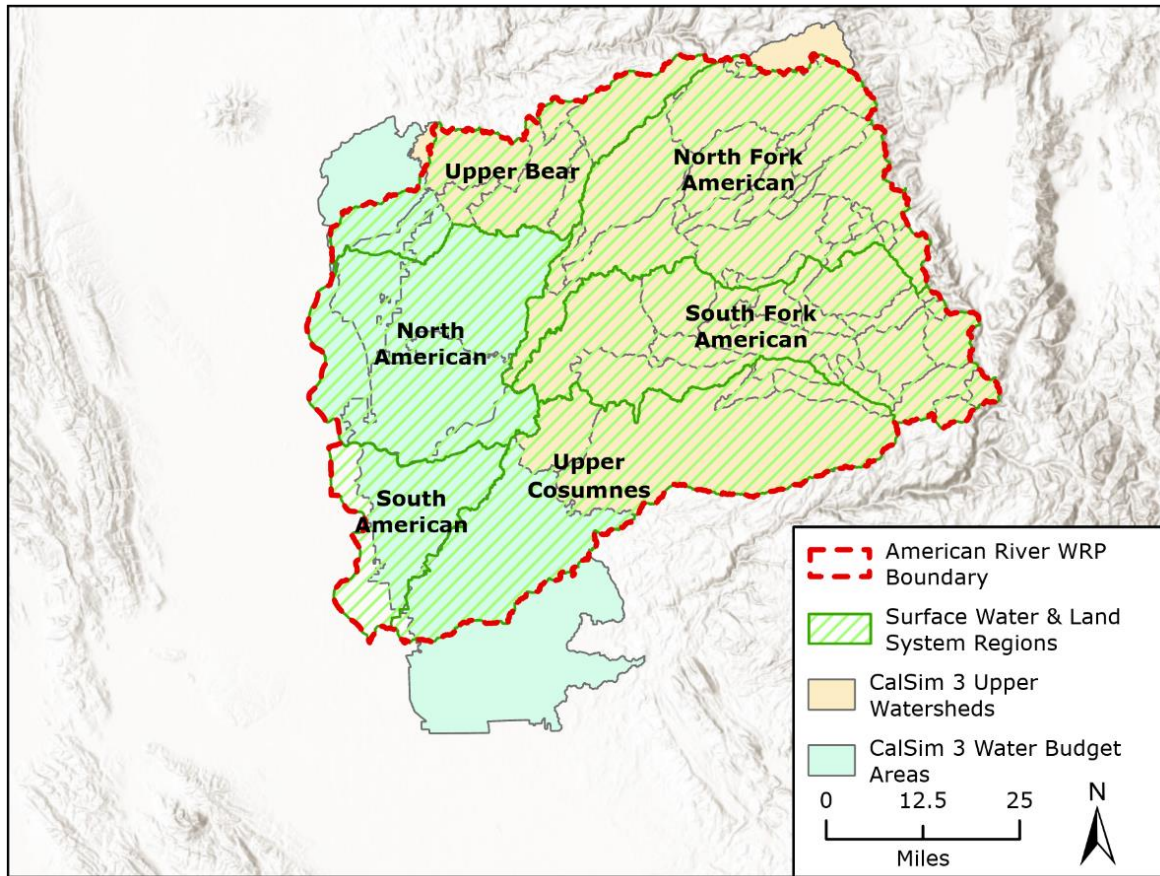 Upper Bear
North Fork
American
South Fork
American
North
American
Upper
Cosumnes
South
American
American River WRP
Boundary
Surface Water & Land
System Regions
CalSim 3 Upper
Watersheds
CalSim 3 Water Budget
Areas
0 12.5 25
Miles
N